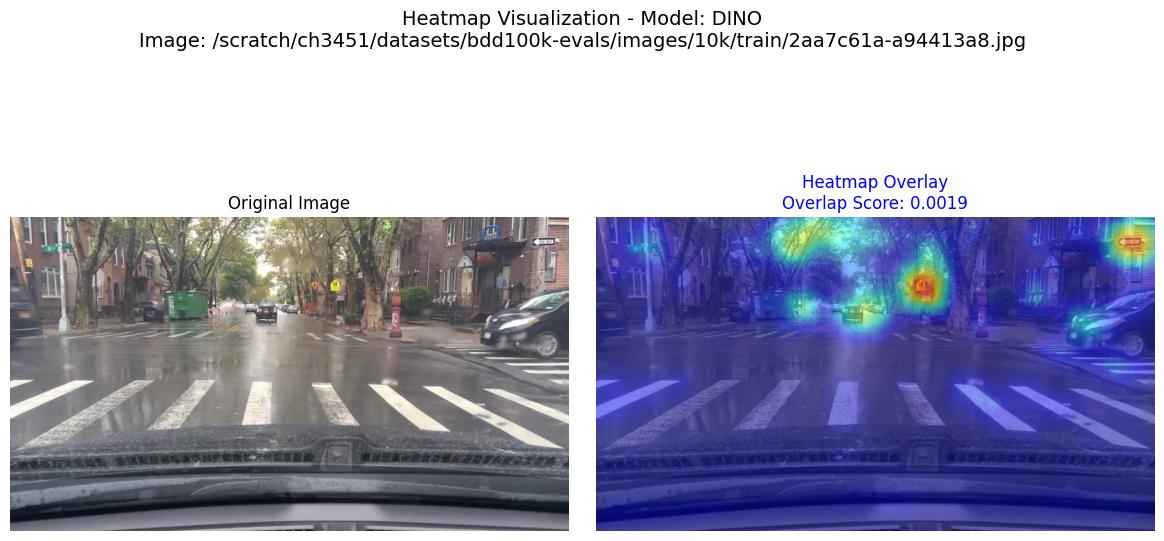 Heatmap Visualization - Model: DINO
Image: /scratch/ch3451/datasets/bdd100k-evals/images/10k/train/2aa7c61a-a94413a8.jpg
Original Image
Heatmap Overlay
Overlap Score: 0.0019